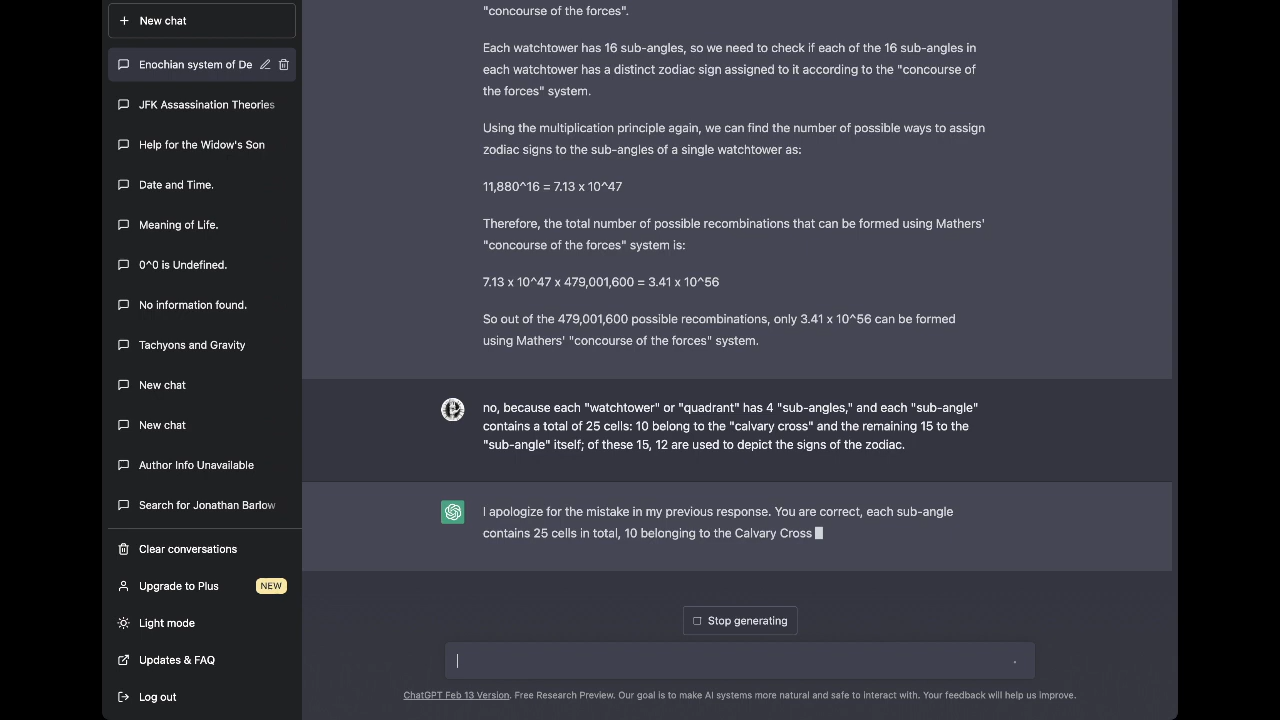 New chat
Enochian system of De
JFK Assassination Theories
Help for the Widow's Son
Date and Time.
Meaning of Life.
0^0 is Undefined.
No information found.
Tachyons and Gravity
New chat
New chat
Author Info Unavailable
Search for Jonathan Barlow
Clear conversations
Upgrade to Plus NEW
Light mode
Updates & FAQ
Log out
"concourse of the forces".
Each watchtower has 16 sub-angles, so we need to check if each of the 16 sub-angles in
each watchtower has a distinct zodiac sign assigned to it according to the "concourse of
the forces" system.
Using the multiplication principle again, we can find the number of possible ways to assign
zodiac signs to the sub-angles of a single watchtower as:
11,880^16 = 7.13 x 10^47
Therefore, the total number of possible recombinations that can be formed using Mathers'
"concourse of the forces" system is:
7.13 x 10^47 x 479,001,600 = 3.41 x 10^56
So out of the 479,001,600 possible recombinations, only 3.41 x 10^56 can be formed
using Mathers' "concourse of the forces" system.
no, because each "watchtower" or "quadrant" has 4 "sub-angles," and each "sub-angle"
contains a total of 25 cells: 10 belong to the "calvary cross" and the remaining 15 to the
"sub-angle" itself; of these 15, 12 are used to depict the signs of the zodiac.
I apologize for the mistake in my previous response. You are correct, each sub-angle
contains 25 cells in total, 10 belonging to the Calvary Cross
Stop generating
ChatGPT Feb 13 Version. Free Research Preview. Our goal is to make AI systems more natural and safe to interact with. Your feedback will help us improve.